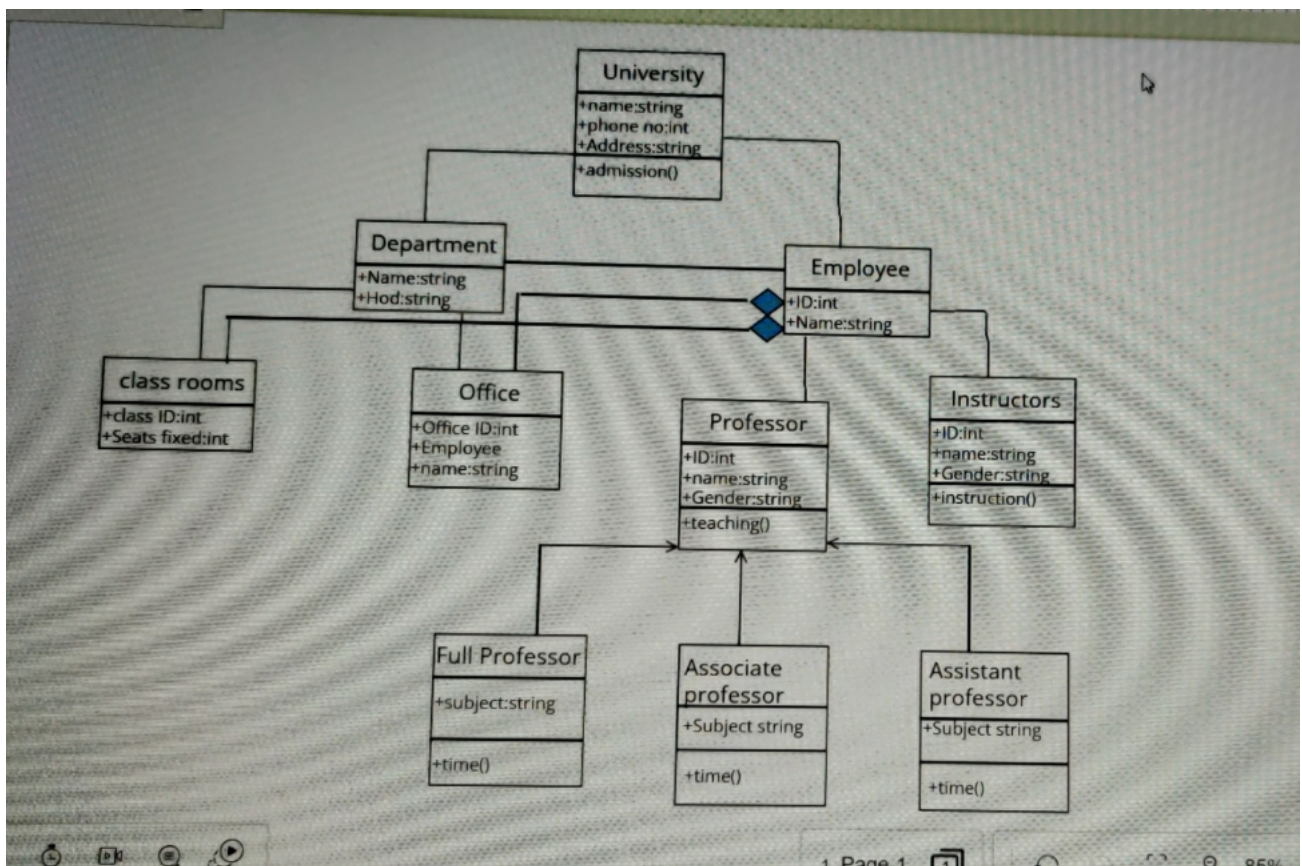 University
+name:string
+phone no:int
+Address:string
+admission()
Department
+Name:string
+Hod:string
Employee
+ID:int
+Name:string
class rooms
+class ID:int
+Seats fixed:int
Office
+Office ID:int
+Employee
+name:string
Professor
+ID:int
+name:string
+Gender:string
+teaching()
Instructors
+ID:int
+name:string
+Gender:string
+instruction()
Full Professor
+subject:string
+time()
Associate
professor
+Subject string
+time()
Assistant
professor
+Subject string
+time()
1 Page 1
86%